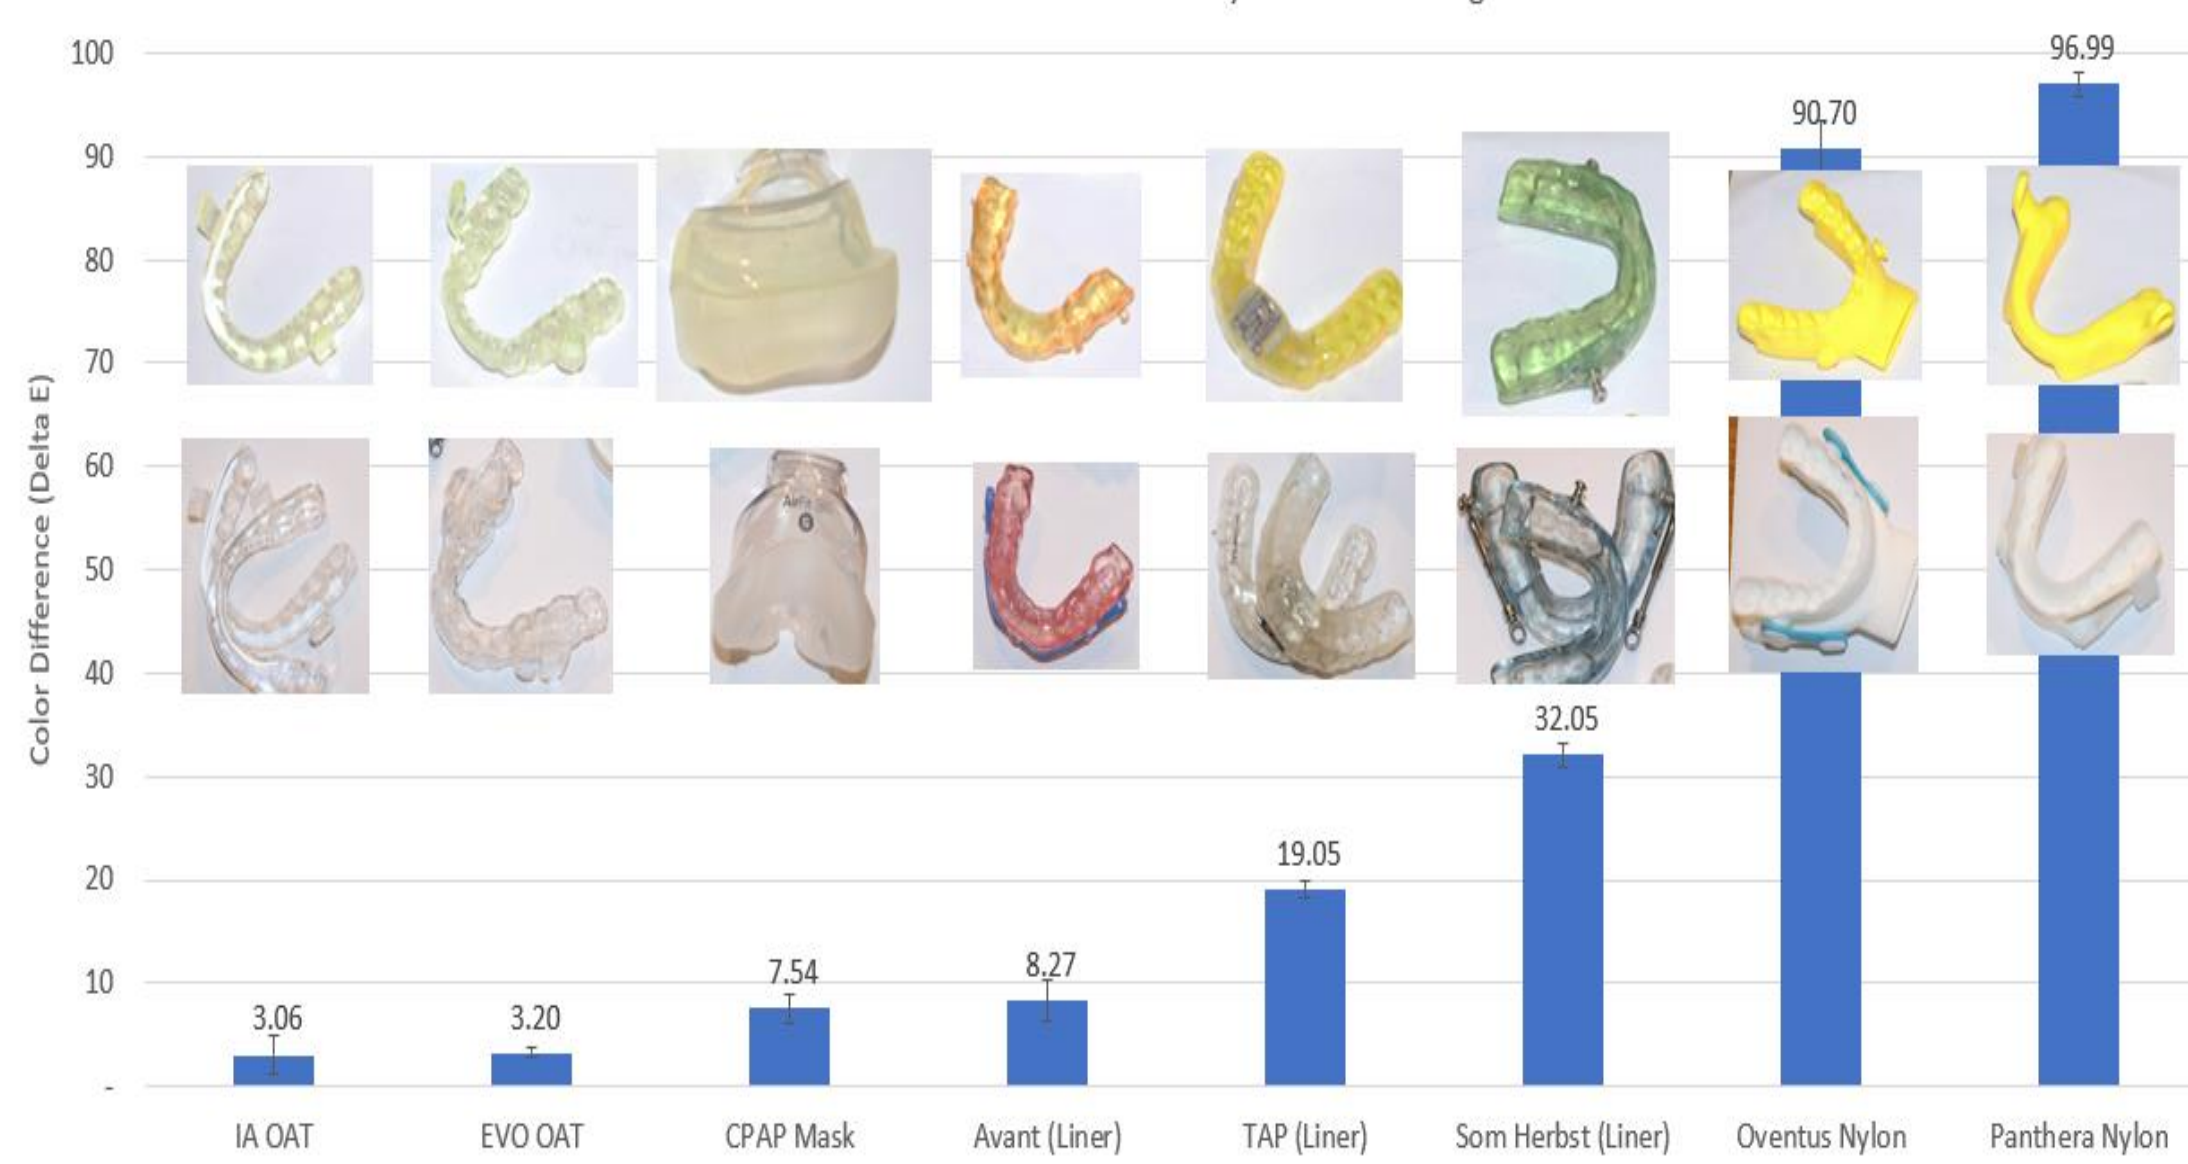 100
90
80
70
60
50
40
30
20
10
-
Color Difference (Delta E)
3.06
3.20
7.54
8.27
19.05
32.05
90.70
96.99
IA OAT
EVO OAT
CPAP Mask
Avant (Liner)
TAP (Liner)
Som Herbst (Liner)
Oventus Nylon
Panthera Nylon